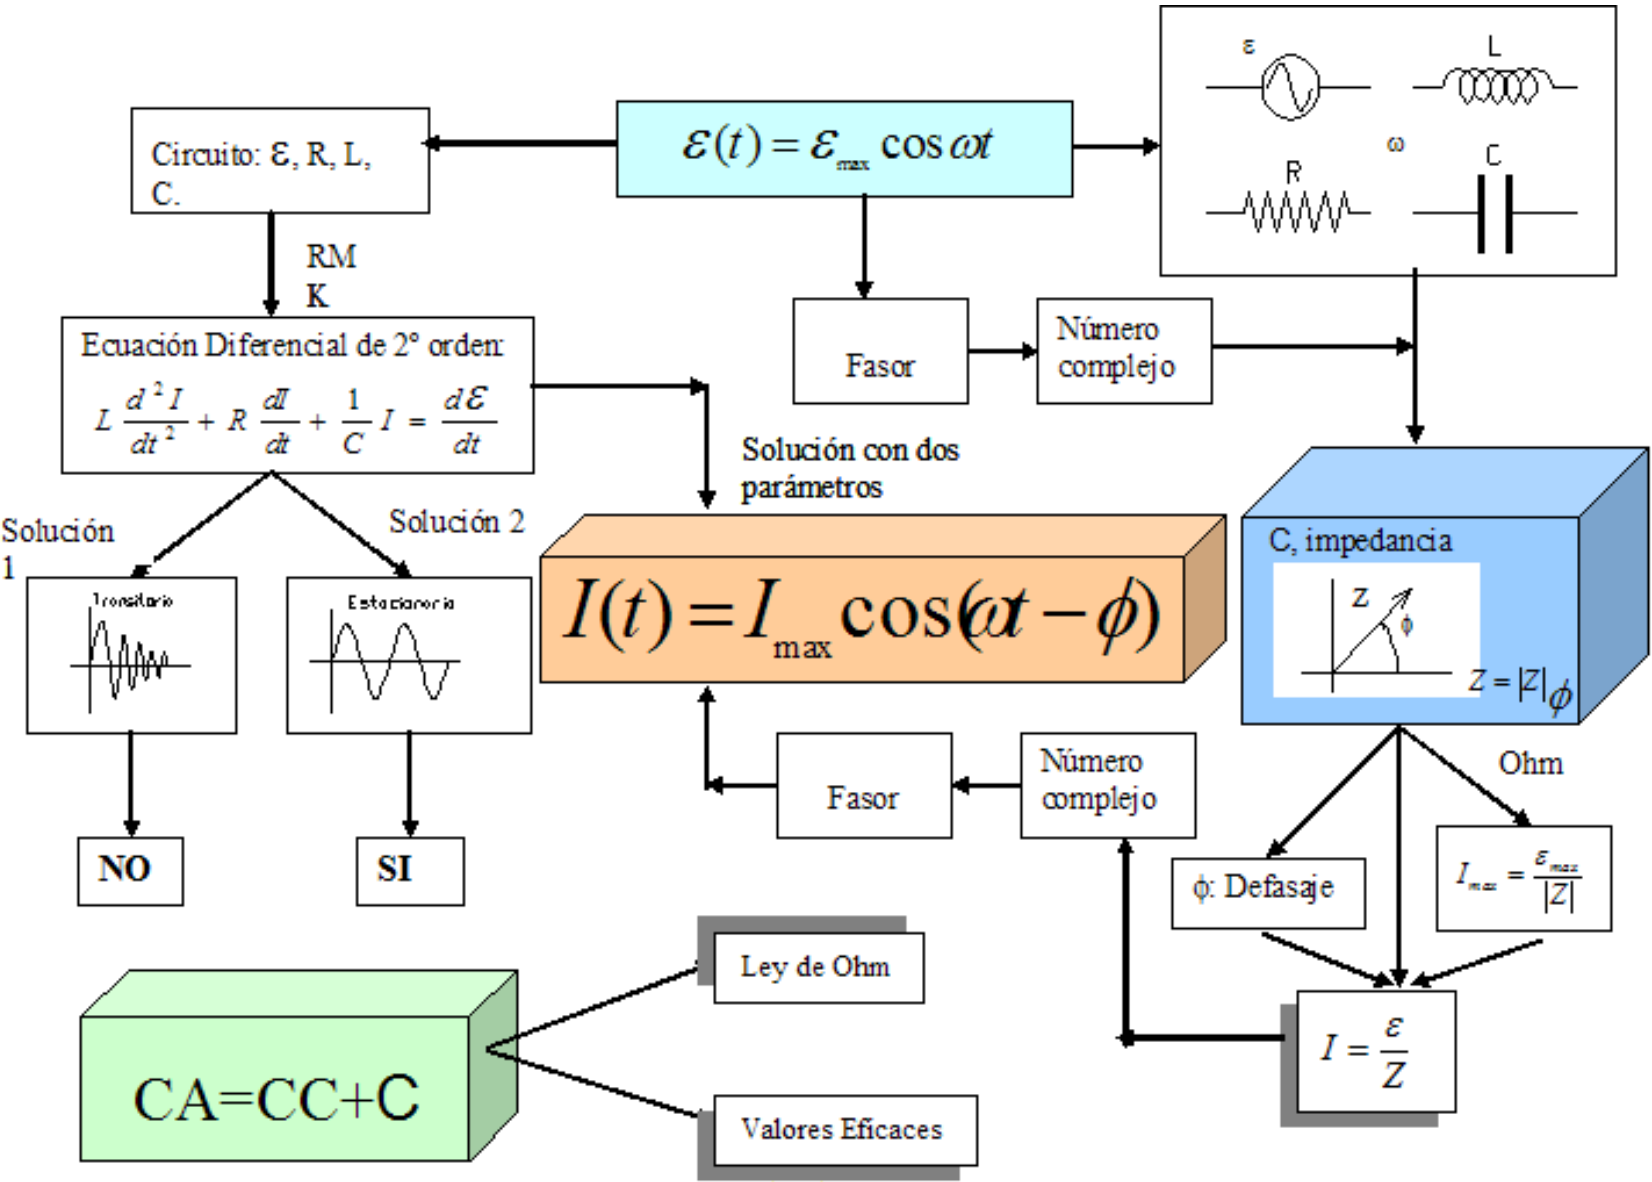 ε
L
ω
R
C
ε(t) = ε_max cos ωt
Circuito: ε, R, L,
C.
RM
K
Fasor
Número
complejo
Ecuación Diferencial de 2º orden:
L d²I/dt² + R dI/dt + 1/C I = dε/dt
Solución con dos
parámetros
Solución
1
Solución 2
Transitorio
Estacionario
I(t) = I_max cos(ωt − ϕ)
C, impedancia
Z
ϕ
Z = |Z|ϕ
NO
SI
Fasor
Número
complejo
Ohm
ϕ: Defasaje
I_max = ε_max/|Z|
I = ε/Z
Ley de Ohm
CA=CC+C
Valores Eficaces